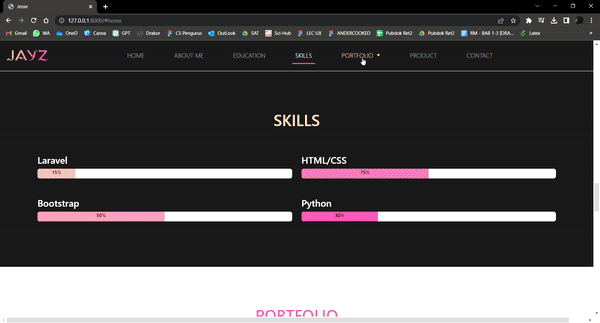 Jesse
127.0.0.1:8000/#home
Gmail WA OneD Canva GPT Drakor CS Pengurus OutLook SAT Sci-Hub LEC UX ANDERCOOKED Pubdok Ret2 Pubdok Ret2 RM - BAB 1-3 (DRA... Latex
JAYZ HOME ABOUT ME EDUCATION SKILLS PORTFOLIO PRODUCT CONTACT
SKILLS
Laravel HTML/CSS
15% 75%
Bootstrap Python
50% 30%
PORTFOLIO